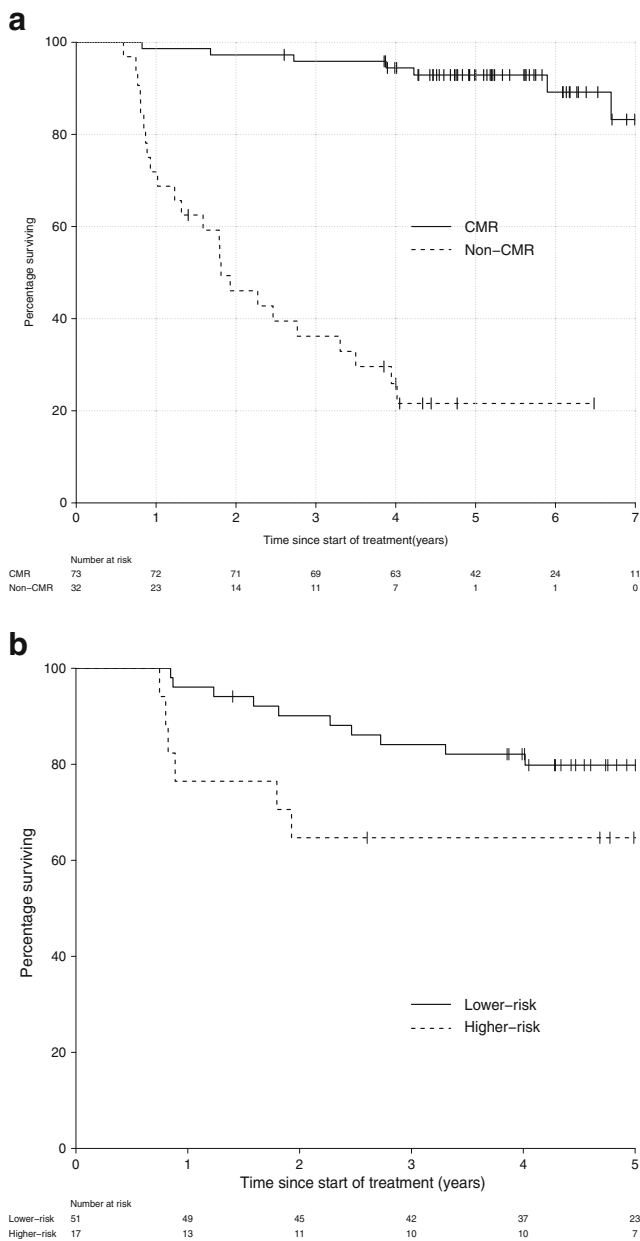 a
100
80
60
40
20
0
Percentage surviving
CMR
Non−CMR
0 1 2 3 4 5 6 7
Time since start of treatment(years)
Number at risk
CMR 73 72 71 69 63 42 24 11
Non−CMR 32 23 14 11 7 1 1 0
b
100
80
60
40
20
0
Percentage surviving
Lower−risk
Higher−risk
0 1 2 3 4 5
Time since start of treatment (years)
Number at risk
Lower−risk 51 49 45 42 37 23
Higher−risk 17 13 11 10 10 7